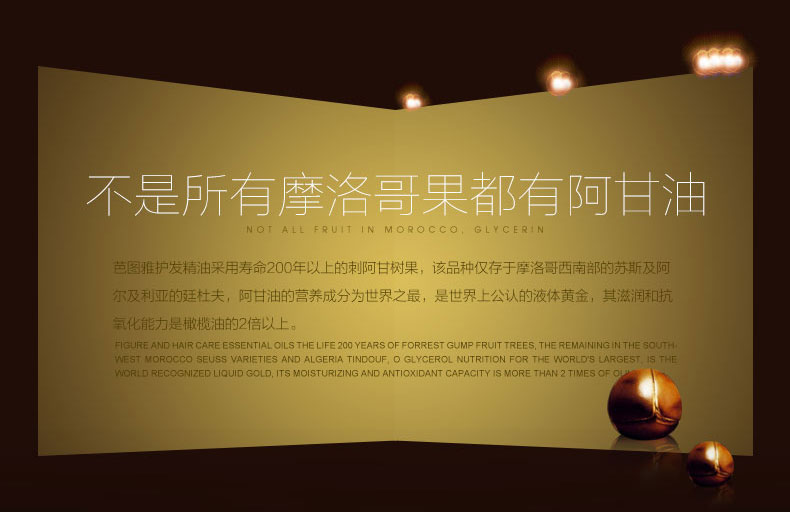 不是所有摩洛哥果都有阿甘油
NOT ALL FRUIT IN MOROCCO, GLYCERIN
芭图雅护发精油采用寿命200年以上的刺阿甘树果，该品种仅存于摩洛哥西南部的苏斯及阿
尔及利亚的廷杜夫，阿甘油的营养成分为世界之最，是世界上公认的液体黄金，其滋润和抗
氧化能力是橄榄油的2倍以上。
FIGURE AND HAIR CARE ESSENTIAL OILS THE LIFE 200 YEARS OF FORREST GUMP FRUIT TREES, THE REMAINING IN THE SOUTH-
WEST MOROCCO SEUSS VARIETIES AND ALGERIA TINDOUF, O GLYCEROL NUTRITION FOR THE WORLD'S LARGEST, IS THE
WORLD RECOGNIZED LIQUID GOLD, ITS MOISTURIZING AND ANTIOXIDANT CAPACITY IS MORE THAN 2 TIMES OF